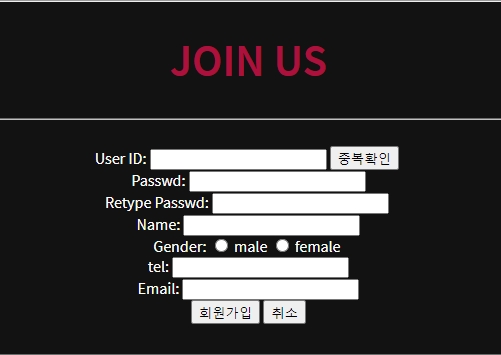 JOIN US
User ID: 중복확인
Passwd:
Retype Passwd:
Name:
Gender: male female
tel:
Email:
회원가입 취소